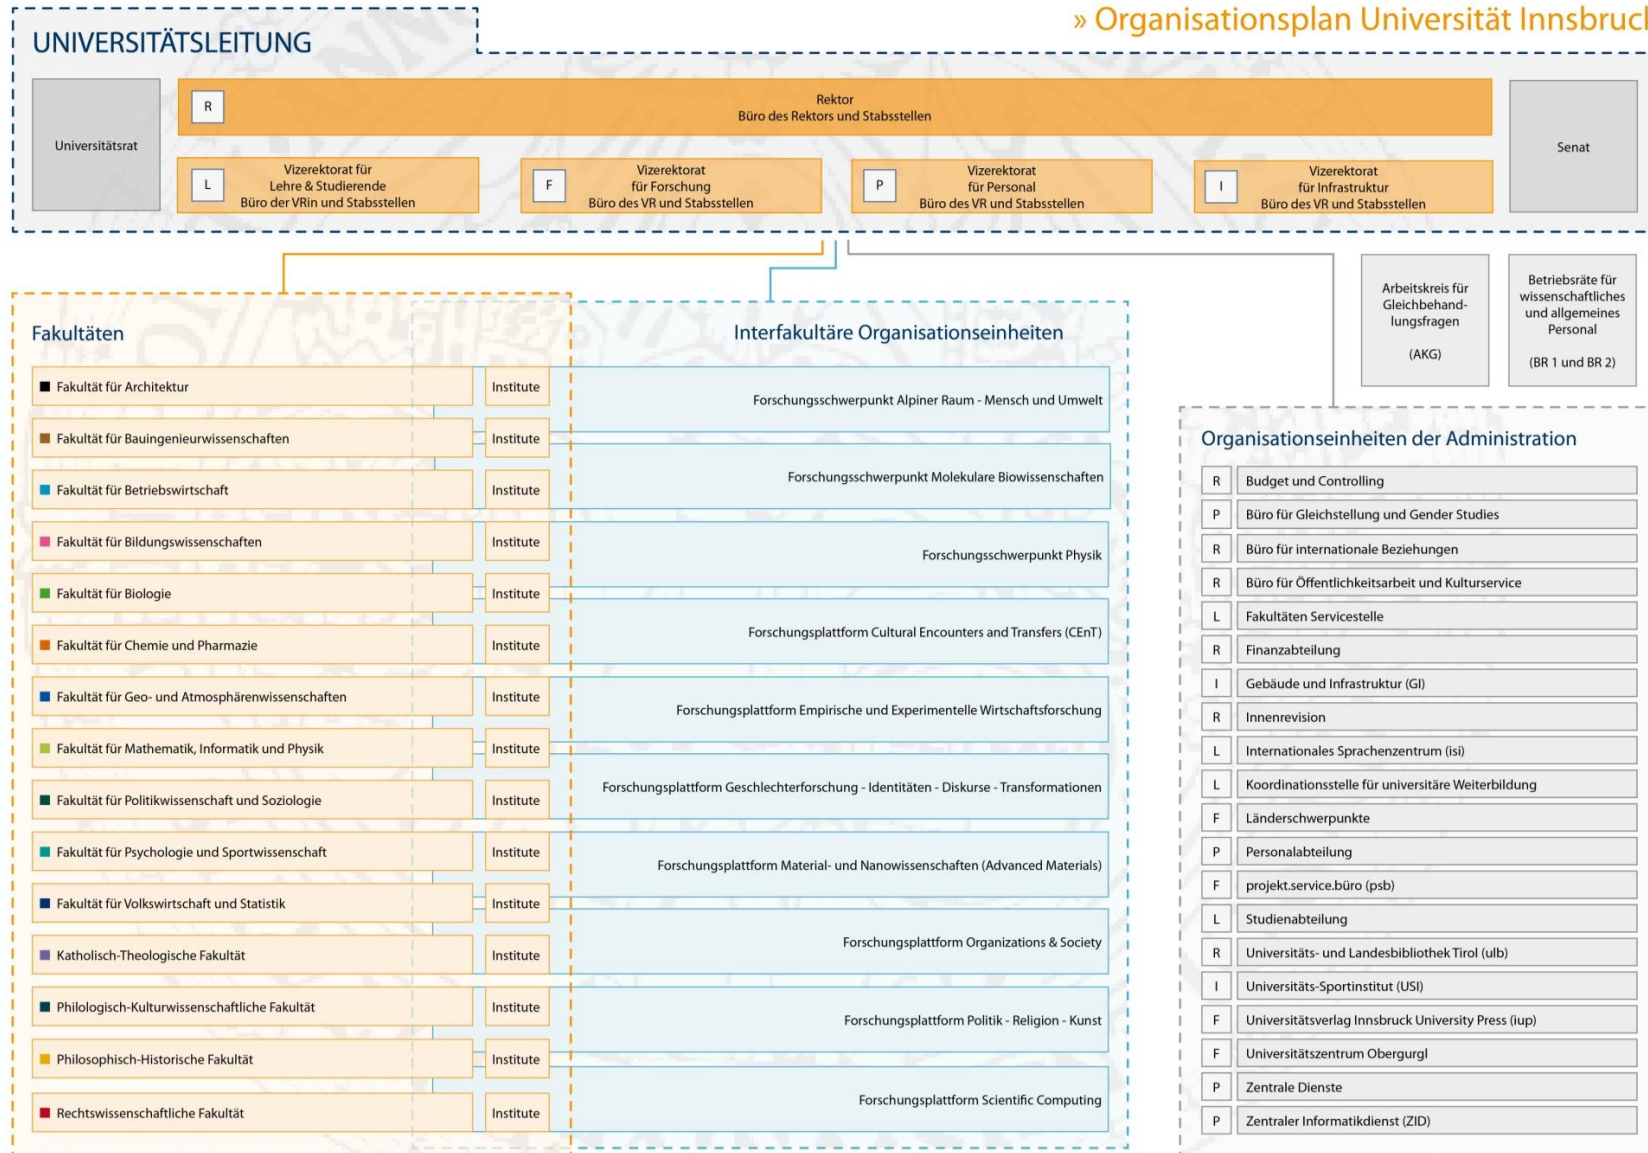 » Organisationsplan Universität Innsbruck
UNIVERSITÄTSLEITUNG
Universitätsrat
R
Rektor
Büro des Rektors und Stabsstellen
L
Vizerektorat für
Lehre & Studierende
Büro der VRin und Stabsstellen
F
Vizerektorat
für Forschung
Büro des VR und Stabsstellen
P
Vizerektorat
für Personal
Büro des VR und Stabsstellen
I
Vizerektorat
für Infrastruktur
Büro des VR und Stabsstellen
Senat
Arbeitskreis für
Gleichbehand-
lungsfragen
(AKG)
Betriebsräte für
wissenschaftliches
und allgemeines
Personal
(BR 1 und BR 2)
Fakultäten
Fakultät für Architektur Institute
Fakultät für Bauingenieurwissenschaften Institute
Fakultät für Betriebswirtschaft Institute
Fakultät für Bildungswissenschaften Institute
Fakultät für Biologie Institute
Fakultät für Chemie und Pharmazie Institute
Fakultät für Geo- und Atmosphärenwissenschaften Institute
Fakultät für Mathematik, Informatik und Physik Institute
Fakultät für Politikwissenschaft und Soziologie Institute
Fakultät für Psychologie und Sportwissenschaft Institute
Fakultät für Volkswirtschaft und Statistik Institute
Katholisch-Theologische Fakultät Institute
Philologisch-Kulturwissenschaftliche Fakultät Institute
Philosophisch-Historische Fakultät Institute
Rechtswissenschaftliche Fakultät Institute
Interfakultäre Organisationseinheiten
Forschungsschwerpunkt Alpiner Raum - Mensch und Umwelt
Forschungsschwerpunkt Molekulare Biowissenschaften
Forschungsschwerpunkt Physik
Forschungsplattform Cultural Encounters and Transfers (CEnT)
Forschungsplattform Empirische und Experimentelle Wirtschaftsforschung
Forschungsplattform Geschlechterforschung - Identitäten - Diskurse - Transformationen
Forschungsplattform Material- und Nanowissenschaften (Advanced Materials)
Forschungsplattform Organizations & Society
Forschungsplattform Politik - Religion - Kunst
Forschungsplattform Scientific Computing
Organisationseinheiten der Administration
R Budget und Controlling
P Büro für Gleichstellung und Gender Studies
R Büro für internationale Beziehungen
R Büro für Öffentlichkeitsarbeit und Kulturservice
L Fakultäten Servicestelle
R Finanzabteilung
I Gebäude und Infrastruktur (GI)
R Innenrevision
L Internationales Sprachenzentrum (isi)
L Koordinationsstelle für universitäre Weiterbildung
F Länderschwerpunkte
P Personalabteilung
F projekt.service.büro (psb)
L Studienabteilung
R Universitäts- und Landesbibliothek Tirol (ulb)
I Universitäts-Sportinstitut (USI)
F Universitätsverlag Innsbruck University Press (iup)
F Universitätszentrum Obergurgl
P Zentrale Dienste
P Zentraler Informatikdienst (ZID)